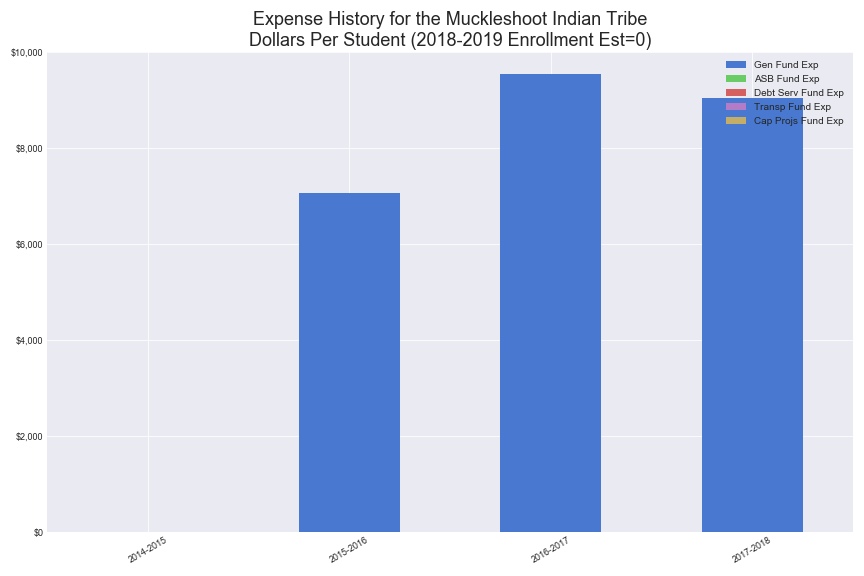 Expense History for the Muckleshoot Indian Tribe
Dollars Per Student (2018-2019 Enrollment Est=0)
$10,000
$8,000
$6,000
$4,000
$2,000
$0
Gen Fund Exp
ASB Fund Exp
Debt Serv Fund Exp
Transp Fund Exp
Cap Projs Fund Exp
2014-2015
2015-2016
2016-2017
2017-2018